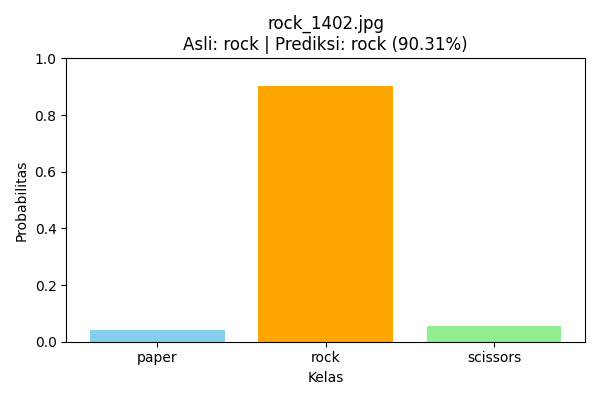 rock_1402.jpg
Asli: rock | Prediksi: rock (90.31%)
1.0
0.8
0.6
0.4
0.2
0.0
Probabilitas
paper rock scissors
Kelas